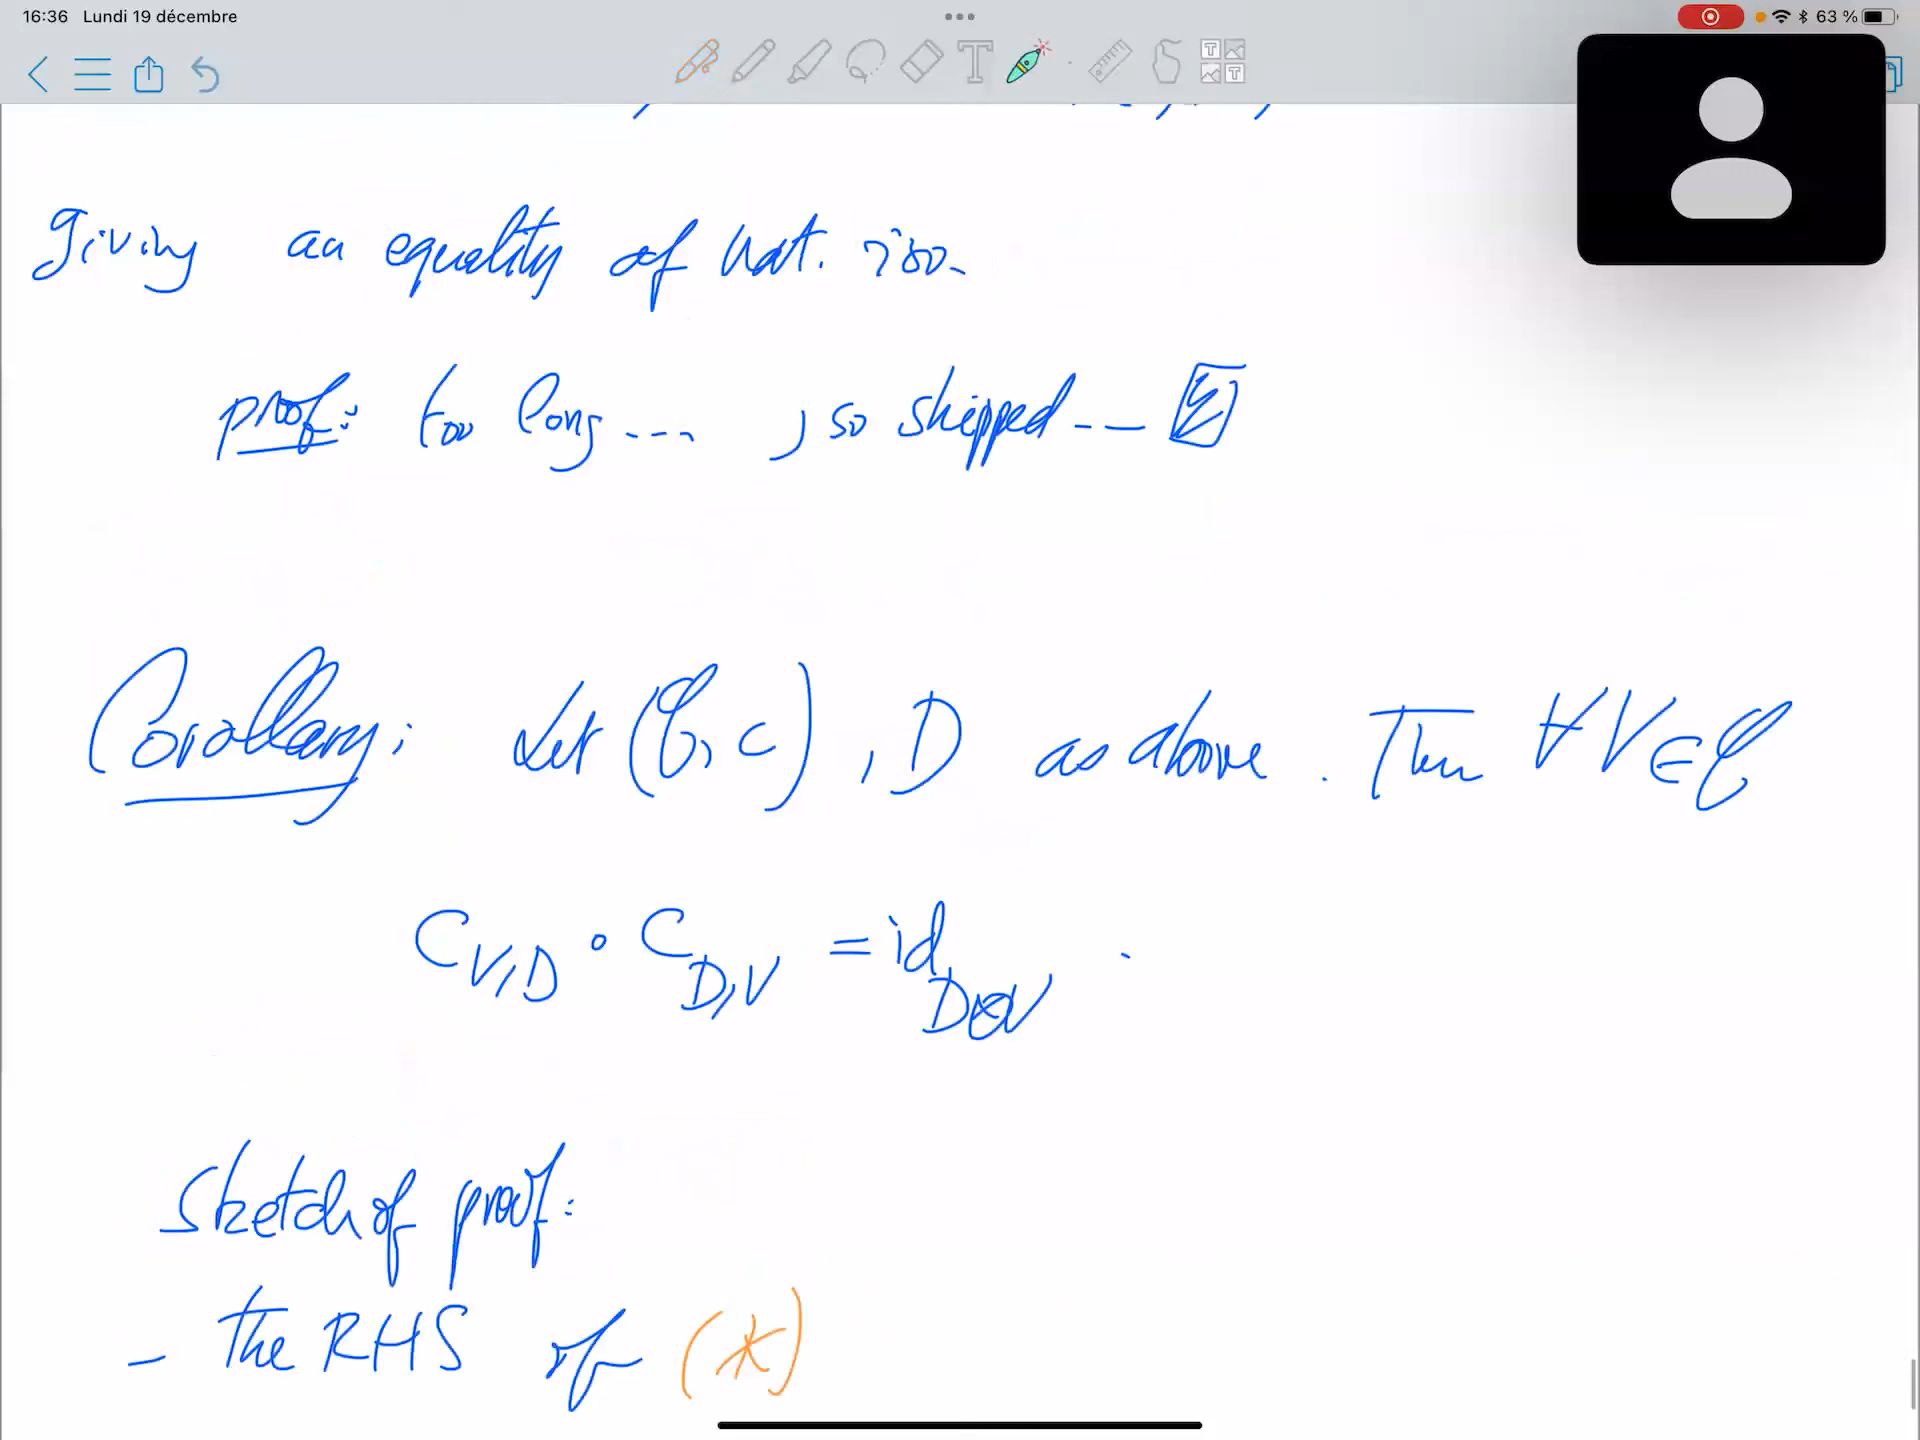 16:36 Lundi 19 décembre
63 %
giving an equality of nat. iso.
proof: too long ... , so skipped --
Corollary: Let (𝒞, c), D as above. Then ∀ V ∈ 𝒞
C_{V,D} ∘ C_{D,V} = id_{D⊗V} .
Sketch of proof:
- the RHS of (*)